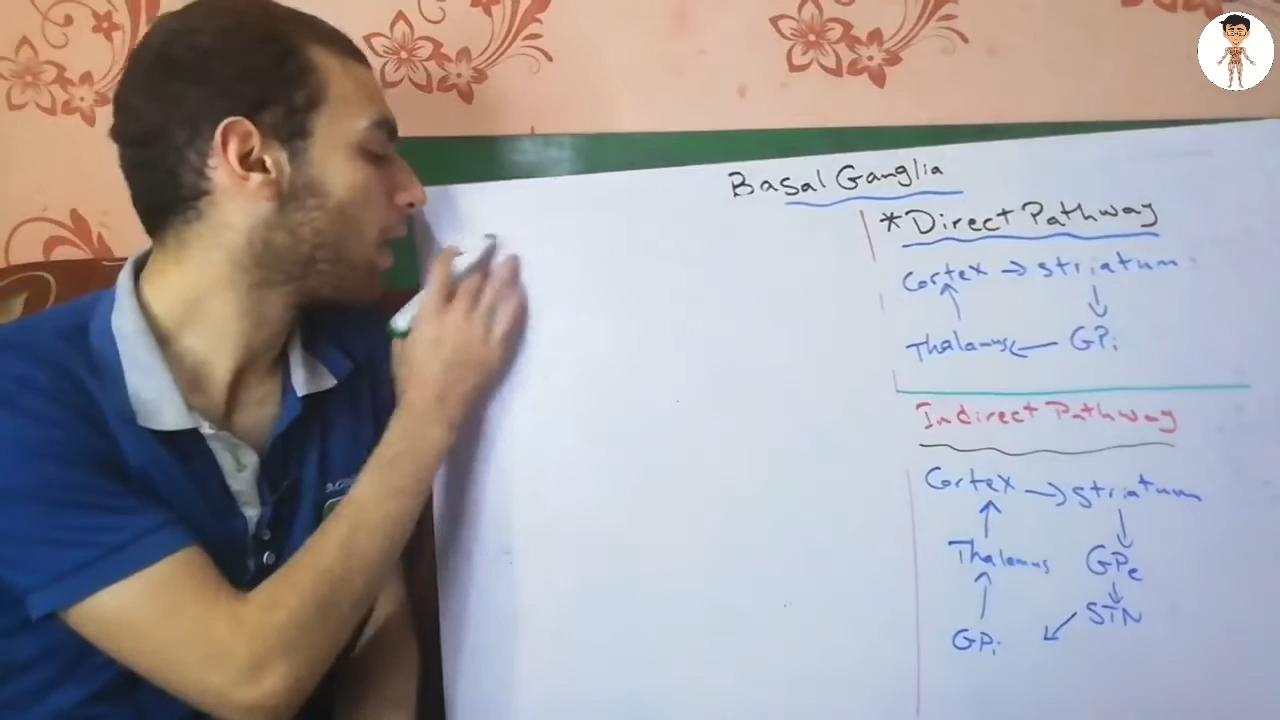 Basal Ganglia
* Direct Pathway
Cortex → striatum
↓
Thalamus ← GPi
↑
Indirect Pathway
Cortex → striatum
↑ ↓
Thalamus GPe
↑ ↓
STN
↙
GPi